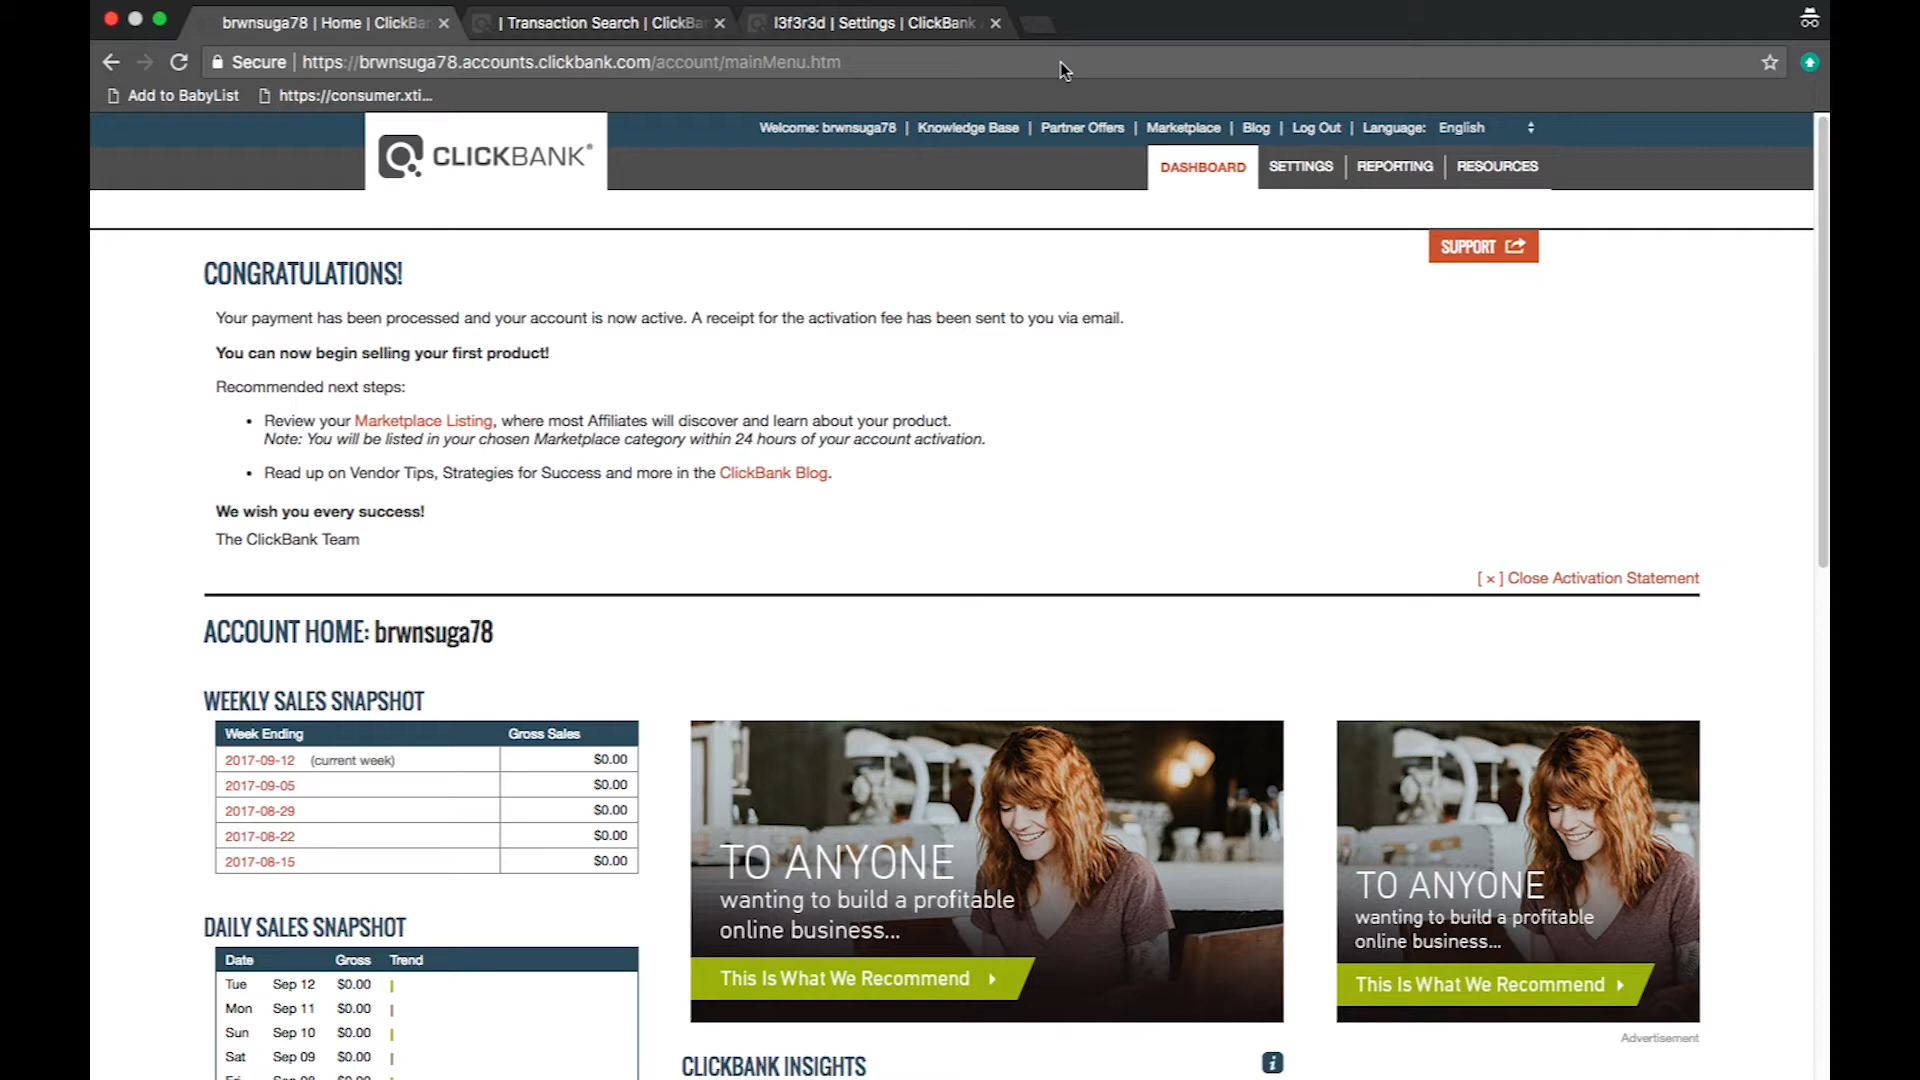 brwnsuga78 | Home | ClickBan
| Transaction Search | ClickBa
l3f3r3d | Settings | ClickBank
Secure | https://brwnsuga78.accounts.clickbank.com/account/mainMenu.htm
Add to BabyList
https://consumer.xti...
Welcome: brwnsuga78 | Knowledge Base | Partner Offers | Marketplace | Blog | Log Out | Language: English
CLICKBANK®
DASHBOARD
SETTINGS | REPORTING | RESOURCES
SUPPORT
CONGRATULATIONS!
Your payment has been processed and your account is now active. A receipt for the activation fee has been sent to you via email.
You can now begin selling your first product!
Recommended next steps:
• Review your Marketplace Listing, where most Affiliates will discover and learn about your product.
Note: You will be listed in your chosen Marketplace category within 24 hours of your account activation.
• Read up on Vendor Tips, Strategies for Success and more in the ClickBank Blog.
We wish you every success!
The ClickBank Team
[ × ] Close Activation Statement
ACCOUNT HOME: brwnsuga78
WEEKLY SALES SNAPSHOT
Week Ending Gross Sales
2017-09-12 (current week) $0.00
2017-09-05 $0.00
2017-08-29 $0.00
2017-08-22 $0.00
2017-08-15 $0.00
DAILY SALES SNAPSHOT
Date Gross Trend
Tue Sep 12 $0.00
Mon Sep 11 $0.00
Sun Sep 10 $0.00
Sat Sep 09 $0.00
TO ANYONE
wanting to build a profitable
online business...
This Is What We Recommend
TO ANYONE
wanting to build a profitable
online business...
This Is What We Recommend
Advertisement
CLICKBANK INSIGHTS
i